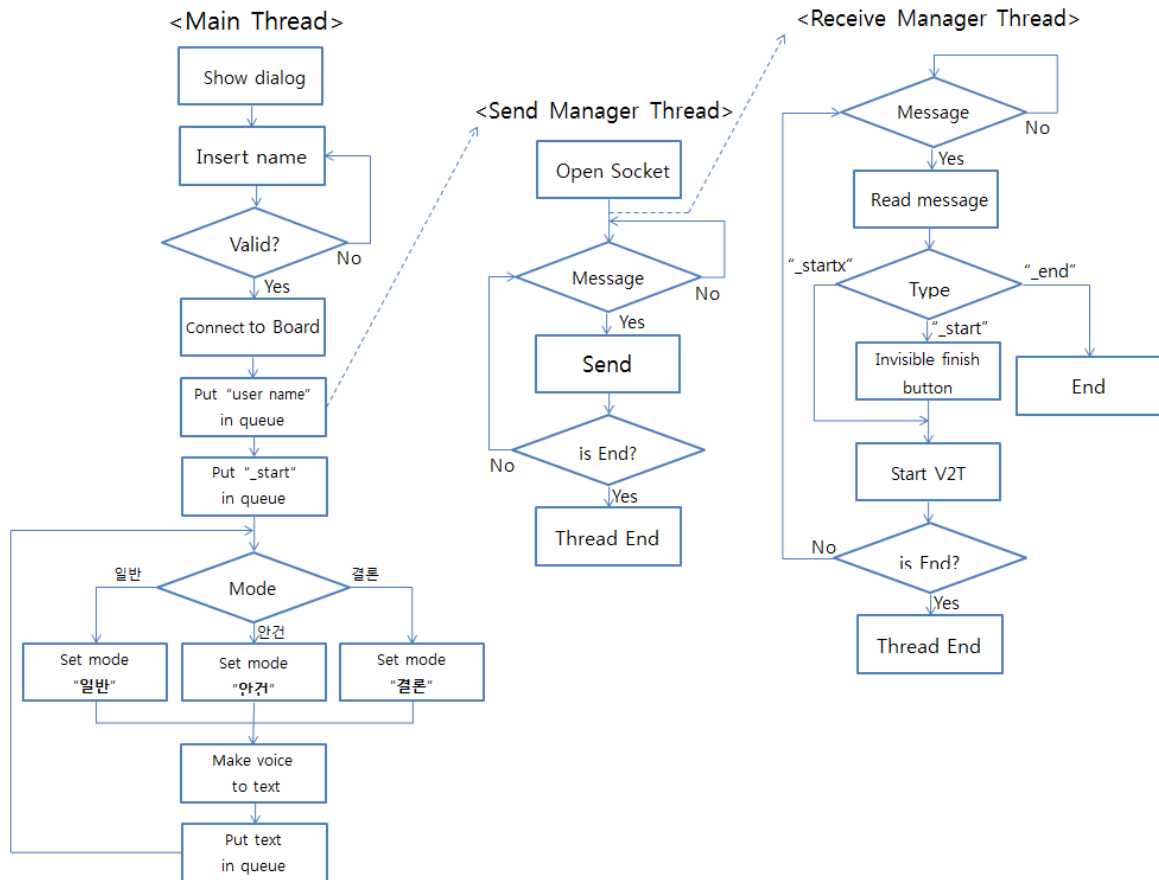 <Main Thread>
Show dialog
Insert name
Valid?
No
Yes
Connect to Board
Put “user name”
in queue
Put “_start”
in queue
Mode
일반
안건
결론
Set mode
“일반”
Set mode
“안건”
Set mode
“결론”
Make voice
to text
Put text
in queue
<Send Manager Thread>
Open Socket
Message
No
Yes
Send
is End?
No
Yes
Thread End
<Receive Manager Thread>
Message
No
Yes
Read message
Type
“_startx”
“_start”
“_end”
Invisible finish
button
End
Start V2T
is End?
No
Yes
Thread End